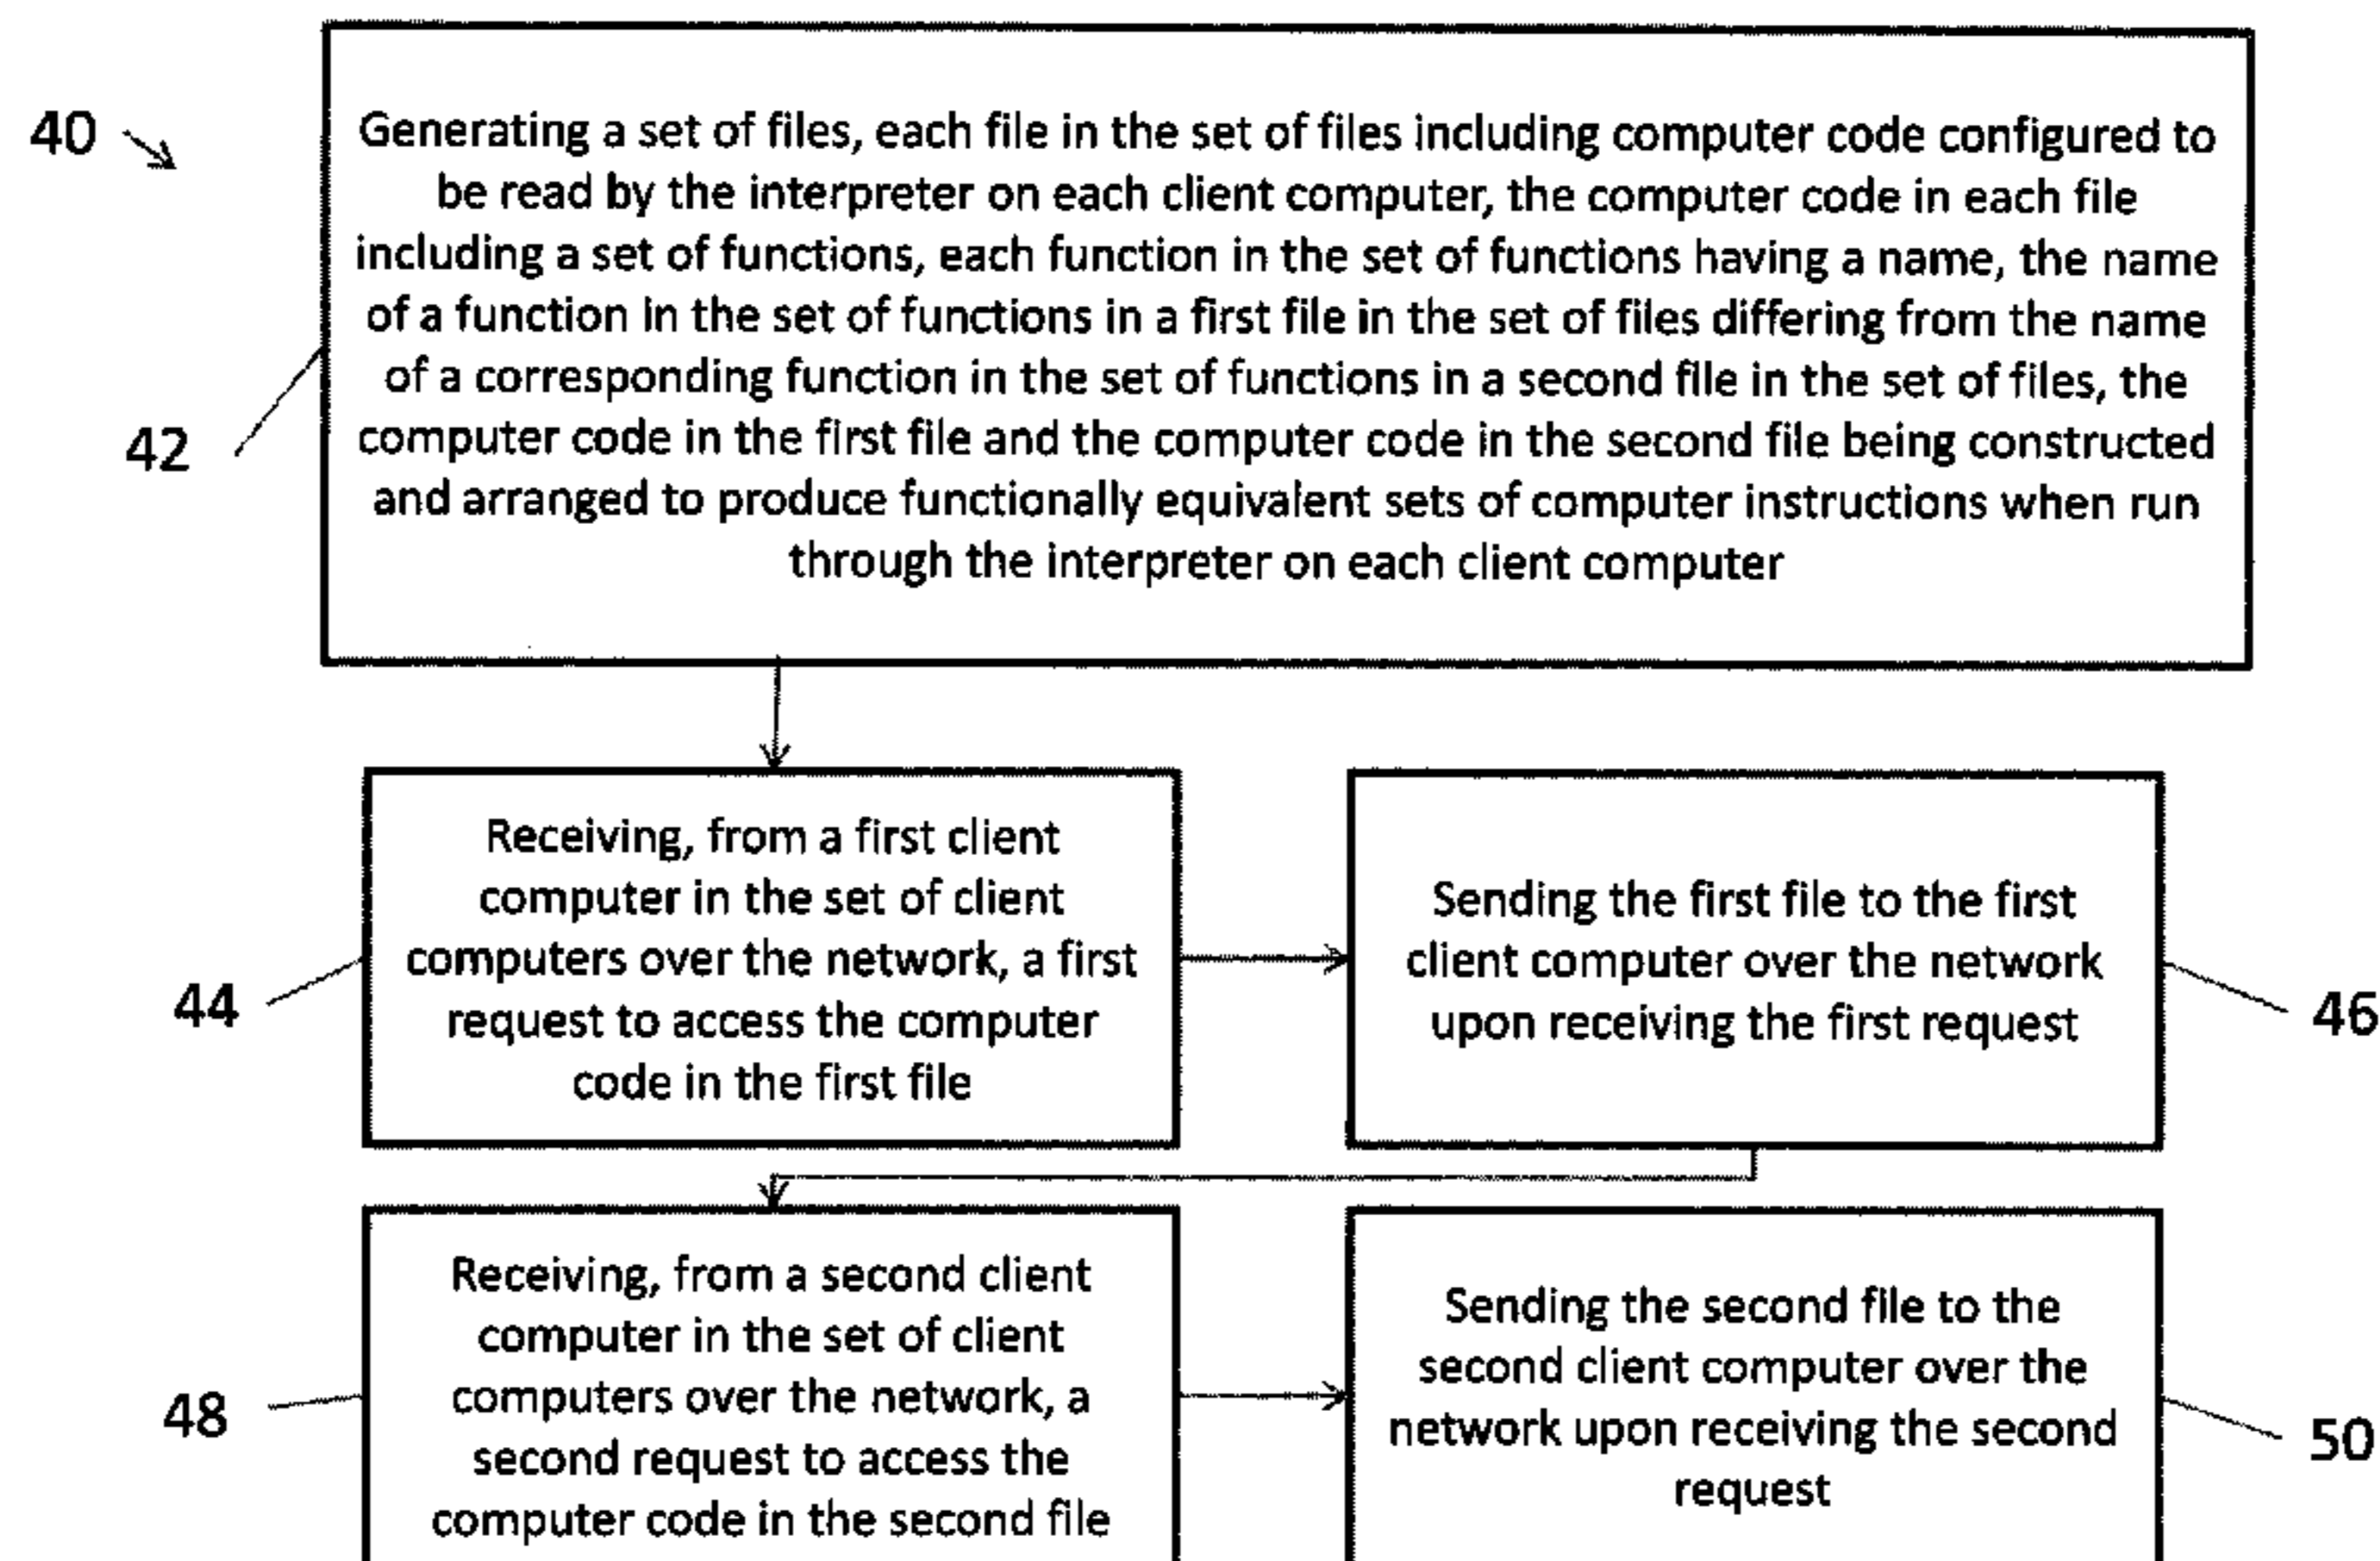 40
Generating a set of files, each file in the set of files including computer code configured to
be read by the interpreter on each client computer, the computer code in each file
including a set of functions, each function in the set of functions having a name, the name
of a function in the set of functions in a first file in the set of files differing from the name
of a corresponding function in the set of functions in a second file in the set of files, the
computer code in the first file and the computer code in the second file being constructed
and arranged to produce functionally equivalent sets of computer instructions when run
through the interpreter on each client computer
42
Receiving, from a first client
computer in the set of client
computers over the network, a first
request to access the computer
code in the first file
44
Sending the first file to the first
client computer over the network
upon receiving the first request
46
Receiving, from a second client
computer in the set of client
computers over the network, a
second request to access the
computer code in the second file
48
Sending the second file to the
second client computer over the
network upon receiving the second
request
50